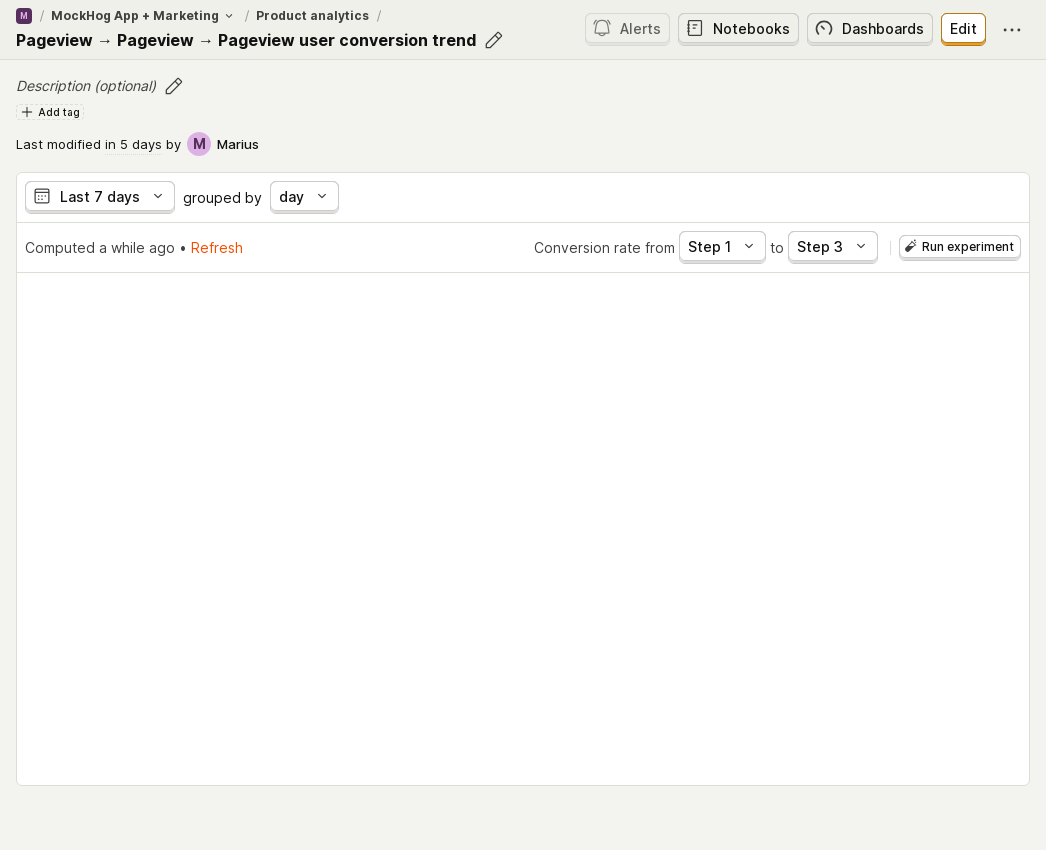 M / MockHog App + Marketing / Product analytics /
Pageview → Pageview → Pageview user conversion trend
Alerts
Notebooks
Dashboards
Edit
Description (optional)
Add tag
Last modified in 5 days by M Marius
Last 7 days grouped by day
Computed a while ago • Refresh
Conversion rate from Step 1 to Step 3
Run experiment